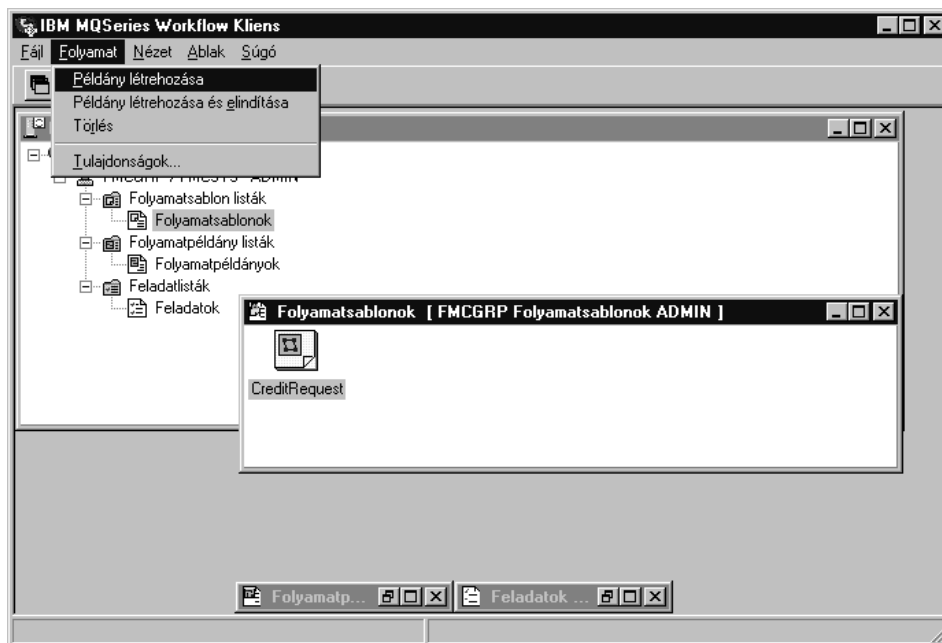 IBM MQSeries Workflow Kliens
Fájl Folyamat Nézet Ablak Súgó
Példány létrehozása
Példány létrehozása és elindítása
Törlés
Tulajdonságok...
Folyamatsablon listák
Folyamatsablonok
Folyamatpéldány listák
Folyamatpéldányok
Feladatlisták
Feladatok
Folyamatsablonok [ FMCGRP Folyamatsablonok ADMIN ]
CreditRequest
Folyamatp... Feladatok ...